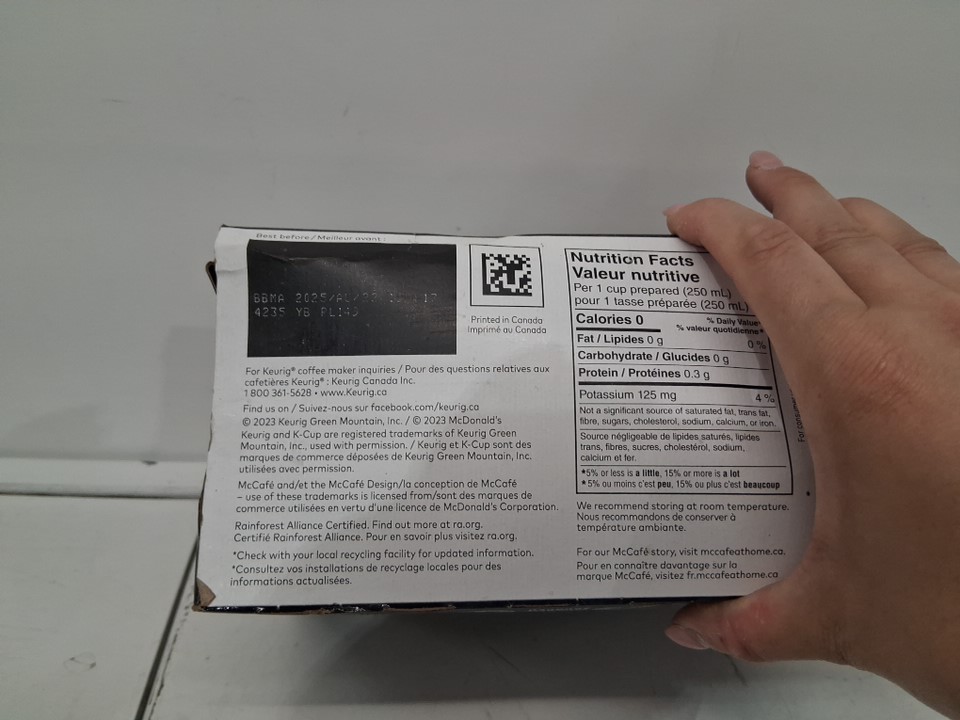 Best before/Meilleur avant :
BBMA 2025/AU/22
4235 YB PL:45
Printed in Canada
Imprimé au Canada
For Keurig® coffee maker inquiries / Pour des questions relatives aux
cafetières Keurig® : Keurig Canada Inc.
1 800 361-5628 • www.Keurig.ca
Find us on / Suivez-nous sur facebook.com/keurig.ca
© 2023 Keurig Green Mountain, Inc. / © 2023 McDonald's
Keurig and K-Cup are registered trademarks of Keurig Green
Mountain, Inc., used with permission. / Keurig et K-Cup sont des
marques de commerce déposées de Keurig Green Mountain, Inc.
utilisées avec permission.
McCafé and/et the McCafé Design/la conception de McCafé
– use of these trademarks is licensed from/sont des marques de
commerce utilisées en vertu d'une licence de McDonald's Corporation.
Rainforest Alliance Certified. Find out more at ra.org.
Certifié Rainforest Alliance. Pour en savoir plus visitez ra.org.
*Check with your local recycling facility for updated information.
*Consultez vos installations de recyclage locales pour des
informations actualisées.
Nutrition Facts
Valeur nutritive
Per 1 cup prepared (250 mL)
pour 1 tasse préparée (250 mL)
Calories 0
% Daily Value*
% valeur quotidienne*
Fat / Lipides 0 g 0 %
Carbohydrate / Glucides 0 g
Protein / Protéines 0.3 g
Potassium 125 mg 4 %
Not a significant source of saturated fat, trans fat,
fibre, sugars, cholesterol, sodium, calcium, or iron.
Source négligeable de lipides saturés, lipides
trans, fibres, sucres, cholestérol, sodium,
calcium et fer.
*5% or less is a little, 15% or more is a lot
*5% ou moins c'est peu, 15% ou plus c'est beaucoup
We recommend storing at room temperature.
Nous recommandons de conserver à
température ambiante.
For our McCafé story, visit mccafeathome.ca.
Pour en connaître davantage sur la
marque McCafé, visitez fr.mccafeathome.ca